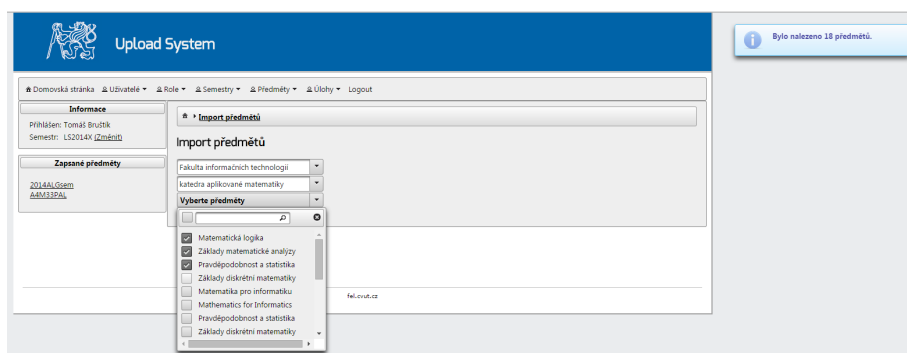 Upload System
Bylo nalezeno 18 předmětů.
Domovská stránka Uživatelé Role Semestry Předměty Úlohy Logout
Informace
Přihlášen: Tomáš Bruštík
Semestr: LS2014X (Změnit)
Zapsané předměty
2014ALGsem
A4M33PAL
Import předmětů
Import předmětů
Fakulta informačních technologií
katedra aplikované matematiky
Vyberte předměty
Matematická logika
Základy matematické analýzy
Pravděpodobnost a statistika
Základy diskrétní matematiky
Matematika pro informatiku
Mathematics for Informatics
Pravděpodobnost a statistika
Základy diskrétní matematiky
fel.cvut.cz